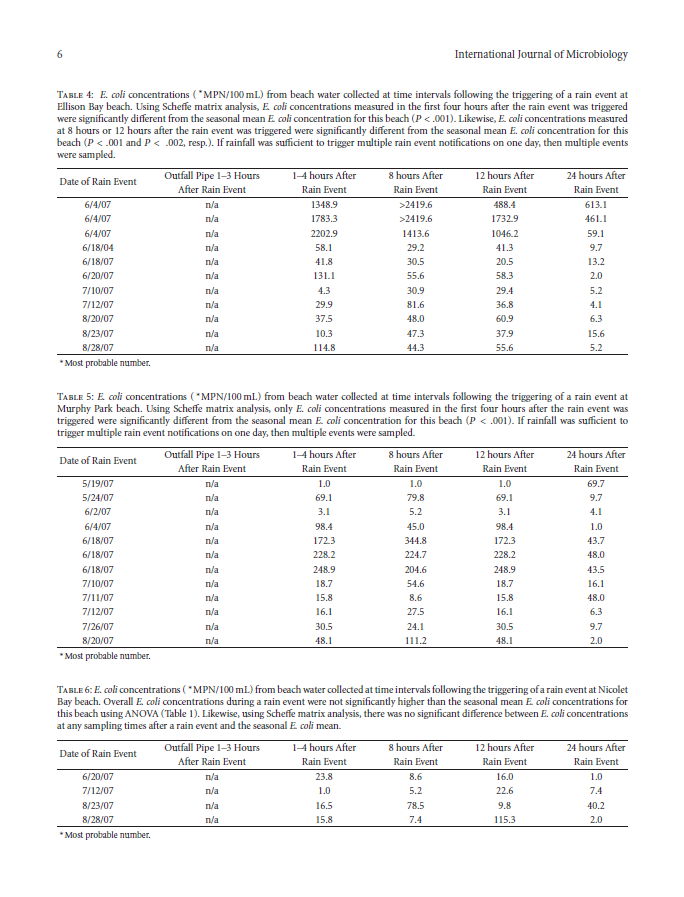 6
International Journal of Microbiology
Table 4: E. coli concentrations (*MPN/100 mL) from beach water collected at time intervals following the triggering of a rain event at
Ellison Bay beach. Using Scheffe matrix analysis, E. coli concentrations measured in the first four hours after the rain event was triggered
were significantly different from the seasonal mean E. coli concentration for this beach (P < .001). Likewise, E. coli concentrations measured
at 8 hours or 12 hours after the rain event was triggered were significantly different from the seasonal mean E. coli concentration for this
beach (P < .001 and P < .002, resp.). If rainfall was sufficient to trigger multiple rain event notifications on one day, then multiple events
were sampled.
Date of Rain Event Outfall Pipe 1–3 Hours 1–4 hours After 8 hours After 12 hours After 24 hours After
After Rain Event Rain Event Rain Event Rain Event Rain Event
6/4/07 n/a 1348.9 >2419.6 488.4 613.1
6/4/07 n/a 1783.3 >2419.6 1732.9 461.1
6/4/07 n/a 2202.9 1413.6 1046.2 59.1
6/18/04 n/a 58.1 29.2 41.3 9.7
6/18/07 n/a 41.8 30.5 20.5 13.2
6/20/07 n/a 131.1 55.6 58.3 2.0
7/10/07 n/a 4.3 30.9 29.4 5.2
7/12/07 n/a 29.9 81.6 36.8 4.1
8/20/07 n/a 37.5 48.0 60.9 6.3
8/23/07 n/a 10.3 47.3 37.9 15.6
8/28/07 n/a 114.8 44.3 55.6 5.2
*Most probable number.
Table 5: E. coli concentrations (*MPN/100 mL) from beach water collected at time intervals following the triggering of a rain event at
Murphy Park beach. Using Scheffe matrix analysis, only E. coli concentrations measured in the first four hours after the rain event was
triggered were significantly different from the seasonal mean E. coli concentration for this beach (P < .001). If rainfall was sufficient to
trigger multiple rain event notifications on one day, then multiple events were sampled.
Date of Rain Event Outfall Pipe 1–3 Hours 1–4 hours After 8 hours After 12 hours After 24 hours After
After Rain Event Rain Event Rain Event Rain Event Rain Event
5/19/07 n/a 1.0 1.0 1.0 69.7
5/24/07 n/a 69.1 79.8 69.1 9.7
6/2/07 n/a 3.1 5.2 3.1 4.1
6/4/07 n/a 98.4 45.0 98.4 1.0
6/18/07 n/a 172.3 344.8 172.3 43.7
6/18/07 n/a 228.2 224.7 228.2 48.0
6/18/07 n/a 248.9 204.6 248.9 43.5
7/10/07 n/a 18.7 54.6 18.7 16.1
7/11/07 n/a 15.8 8.6 15.8 48.0
7/12/07 n/a 16.1 27.5 16.1 6.3
7/26/07 n/a 30.5 24.1 30.5 9.7
8/20/07 n/a 48.1 111.2 48.1 2.0
*Most probable number.
Table 6: E. coli concentrations (*MPN/100 mL) from beach water collected at time intervals following the triggering of a rain event at Nicolet
Bay beach. Overall E. coli concentrations during a rain event were not significantly higher than the seasonal mean E. coli concentrations for
this beach using ANOVA (Table 1). Likewise, using Scheffe matrix analysis, there was no significant difference between E. coli concentrations
at any sampling times after a rain event and the seasonal E. coli mean.
Date of Rain Event Outfall Pipe 1–3 Hours 1–4 hours After 8 hours After 12 hours After 24 hours After
After Rain Event Rain Event Rain Event Rain Event Rain Event
6/20/07 n/a 23.8 8.6 16.0 1.0
7/12/07 n/a 1.0 5.2 22.6 7.4
8/23/07 n/a 16.5 78.5 9.8 40.2
8/28/07 n/a 15.8 7.4 115.3 2.0
*Most probable number.